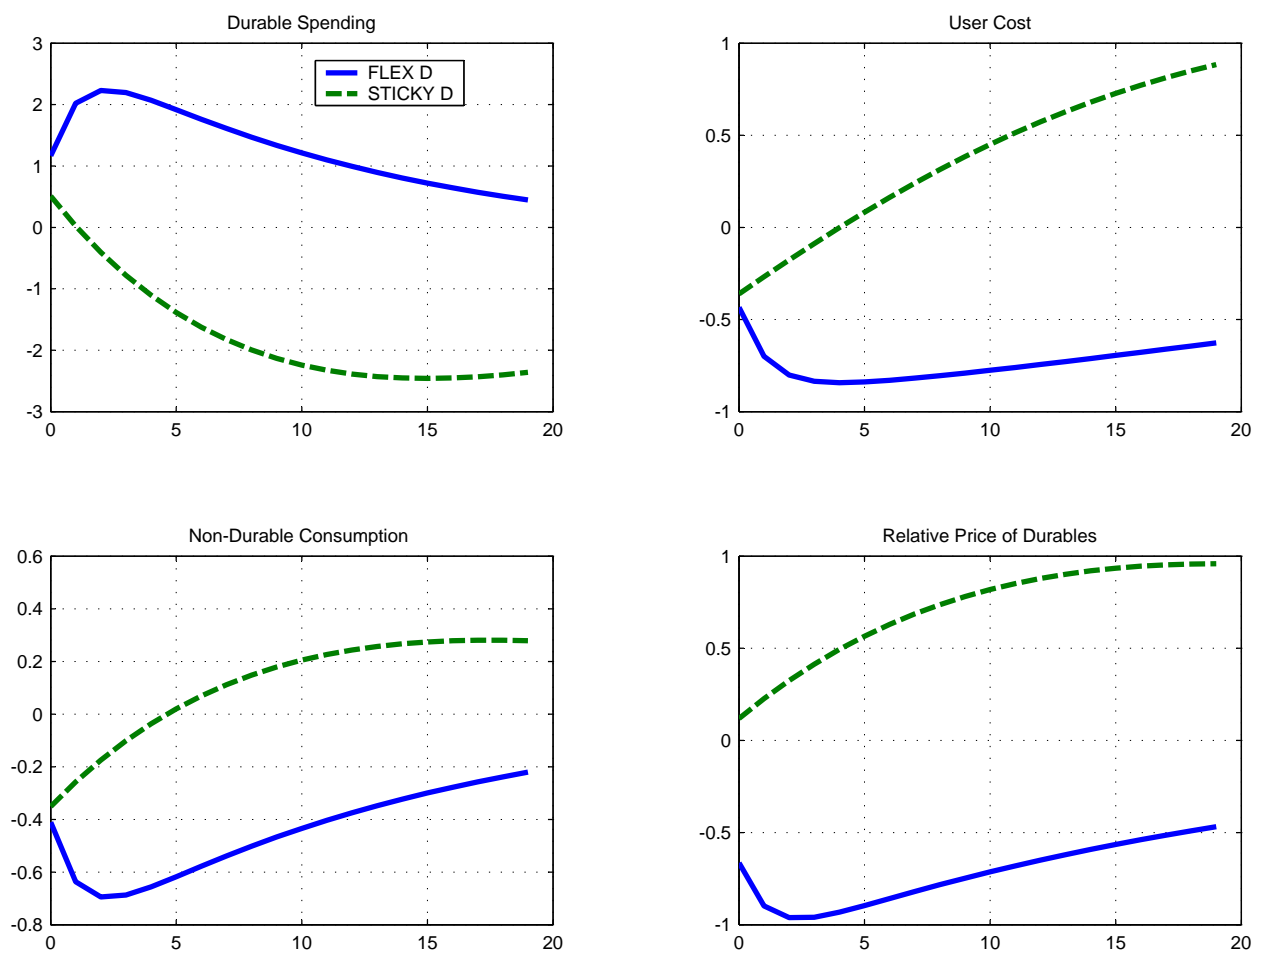 Durable Spending
3
2
1
0
-1
-2
-3
0 5 10 15 20
FLEX D
STICKY D
User Cost
1
0.5
0
-0.5
-1
0 5 10 15 20
Non-Durable Consumption
0.6
0.4
0.2
0
-0.2
-0.4
-0.6
-0.8
0 5 10 15 20
Relative Price of Durables
1
0.5
0
-0.5
-1
0 5 10 15 20